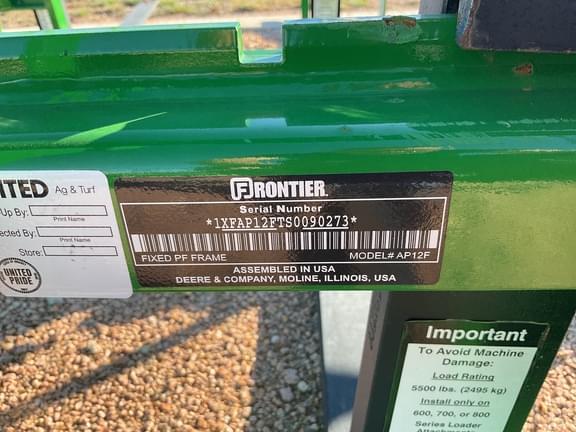 ITED Ag & Turf
Up By:
Print Name
ected By:
Print Name
Store:
UNITED
PRIDE
FRONTIER
Serial Number
*1XFAP12FTS0090273*
FIXED PF FRAME MODEL# AP12F
ASSEMBLED IN USA
DEERE & COMPANY, MOLINE, ILLINOIS, USA
Important
To Avoid Machine
Damage:
Load Rating
5500 lbs. (2495 kg)
Install only on
600, 700, or 800
Series Loader
Attachments